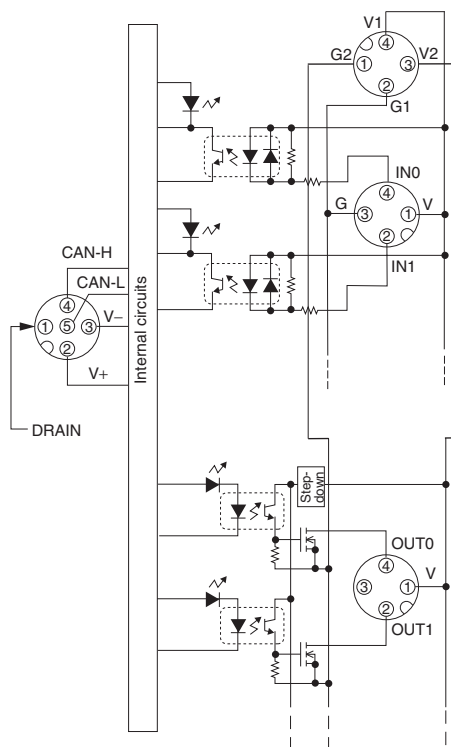 V1
④
G2
①
③
V2
②
G1
IN0
④
G
③
①
V
②
IN1
CAN-H
CAN-L
④
①
⑤
③
V−
②
V+
DRAIN
Internal circuits
Step-
down
OUT0
④
③
①
V
②
OUT1